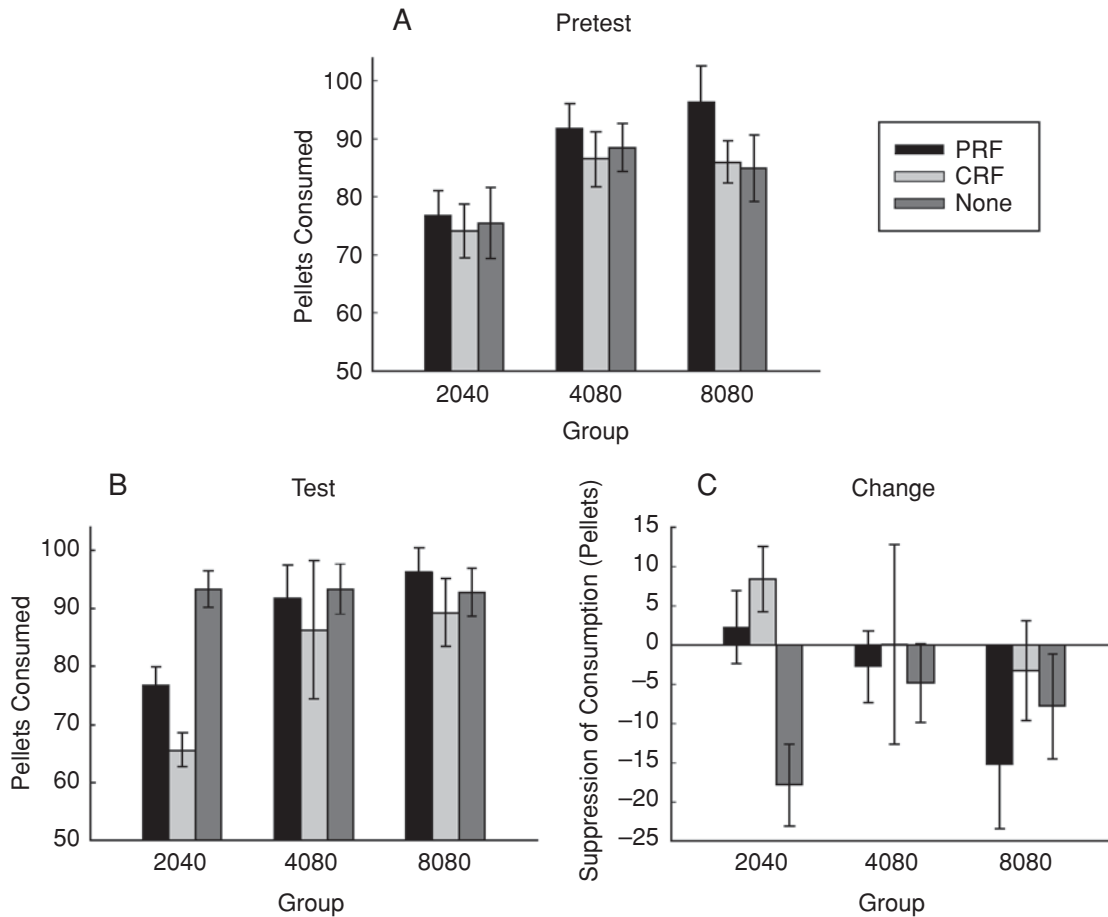 A Pretest
Pellets Consumed
100
90
80
70
60
50
2040 4080 8080
Group
PRF
CRF
None
B Test
Pellets Consumed
100
90
80
70
60
50
2040 4080 8080
Group
C Change
Suppression of Consumption (Pellets)
15
10
5
0
−5
−10
−15
−20
−25
2040 4080 8080
Group